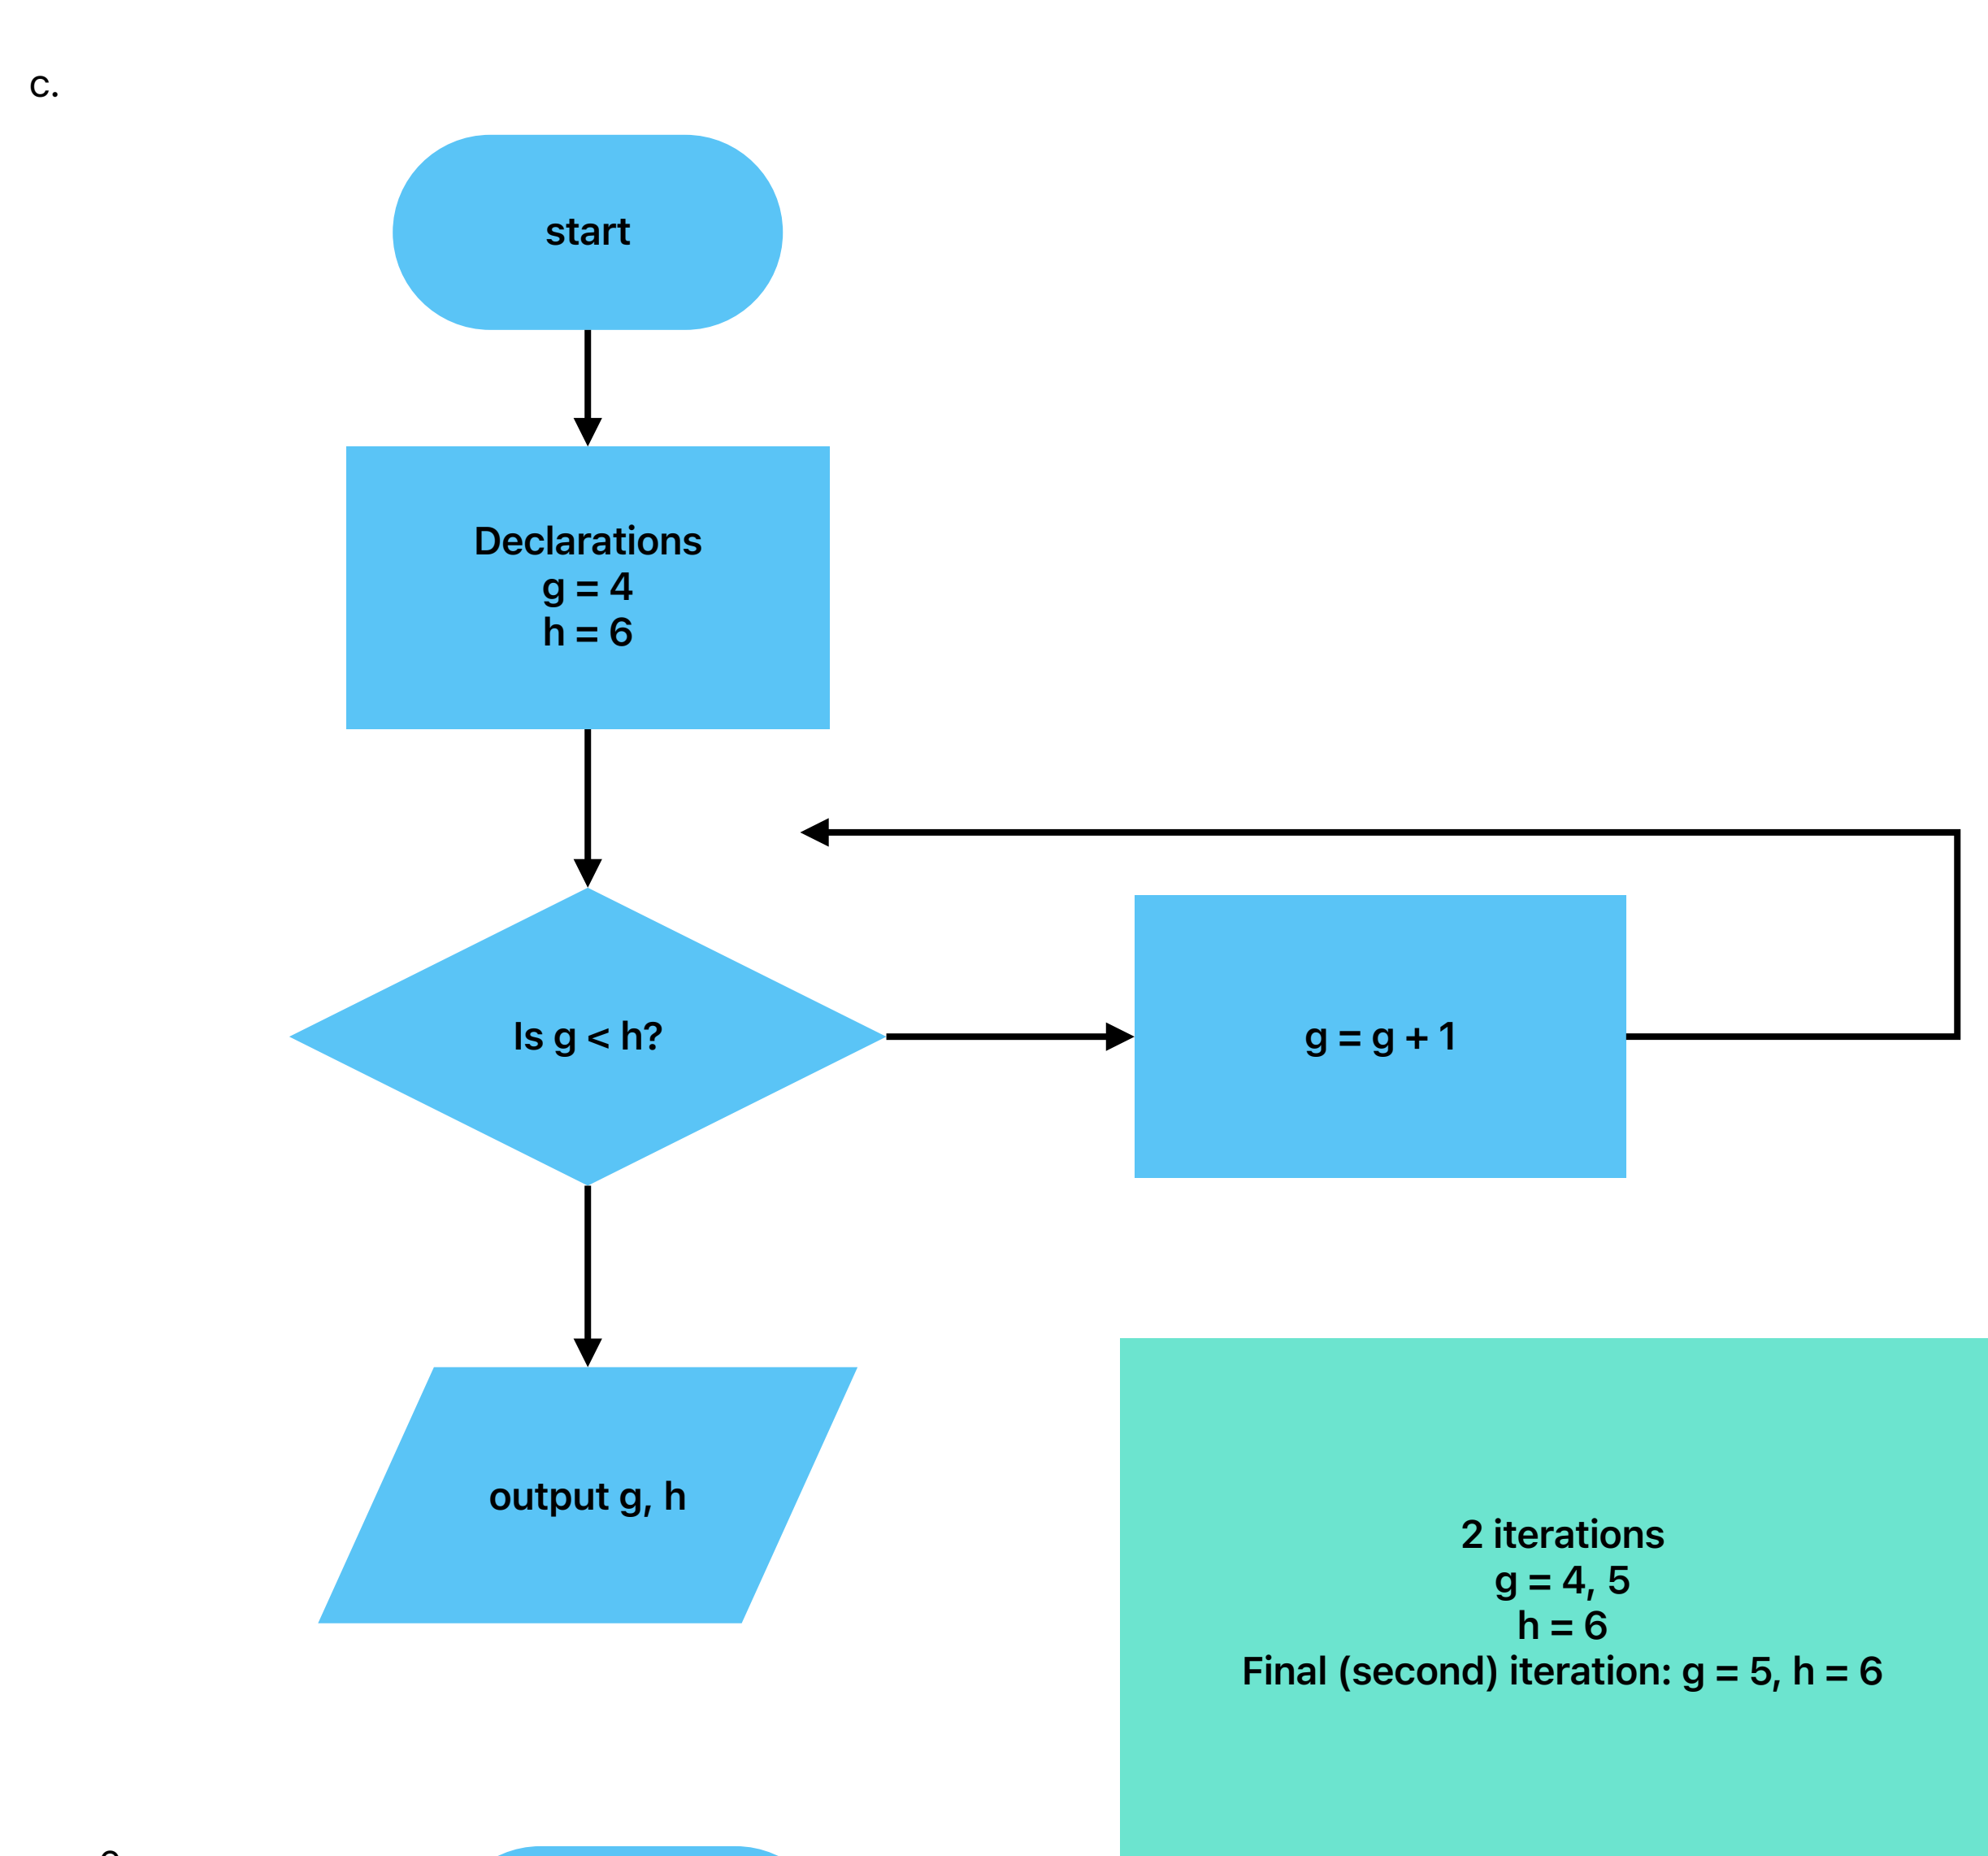 c.
start
Declarations
g = 4
h = 6
Is g < h?
g = g + 1
output g, h
2 iterations
g = 4, 5
h = 6
Final (second) iteration: g = 5, h = 6